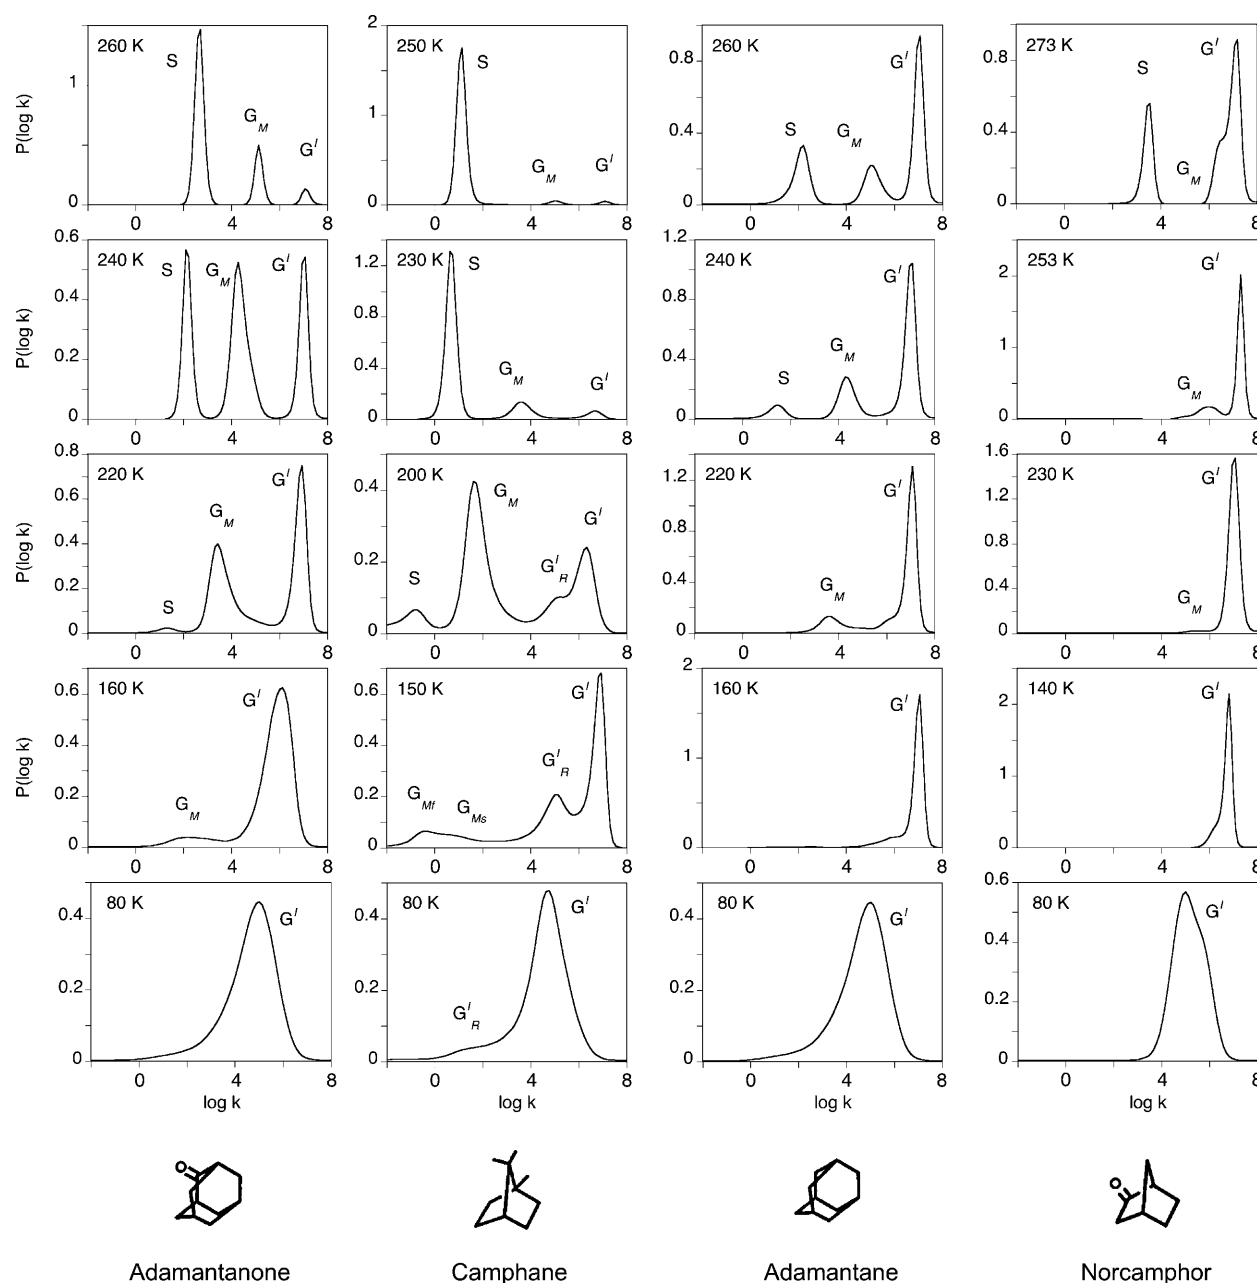 260 K
S
G_M
G^I
1
0
P(log k)
0 4 8
250 K
S
G_M
G^I
2
1
0
0 4 8
260 K
S
G_M
G^I
0.8
0.4
0
0 4 8
273 K
S
G_M
G^I
0.8
0.4
0
0 4 8
240 K
S
G_M
G^I
0.6
0.4
0.2
0
P(log k)
0 4 8
230 K
S
G_M
G^I
1.2
0.8
0.4
0
0 4 8
240 K
S
G_M
G^I
1.2
0.8
0.4
0
0 4 8
253 K
G_M
G^I
2
1
0
0 4 8
220 K
S
G_M
G^I
0.8
0.6
0.4
0.2
0
P(log k)
0 4 8
200 K
S
G_M
G^I_R
G^I
0.4
0.2
0
0 4 8
220 K
G_M
G^I
1.2
0.8
0.4
0
0 4 8
230 K
G_M
G^I
1.6
1.2
0.8
0.4
0
0 4 8
160 K
G_M
G^I
0.6
0.4
0.2
0
P(log k)
0 4 8
150 K
G_Mf
G_Ms
G^I_R
G^I
0.6
0.4
0.2
0
0 4 8
160 K
G^I
2
1
0
0 4 8
140 K
G^I
2
1
0
0 4 8
80 K
G^I
0.4
0.2
0
0 4 8
log k
80 K
G^I_R
G^I
0.4
0.2
0
0 4 8
log k
80 K
G^I
0.4
0.2
0
0 4 8
log k
80 K
G^I
0.6
0.4
0.2
0
0 4 8
log k
O
O
Adamantanone Camphane Adamantane Norcamphor